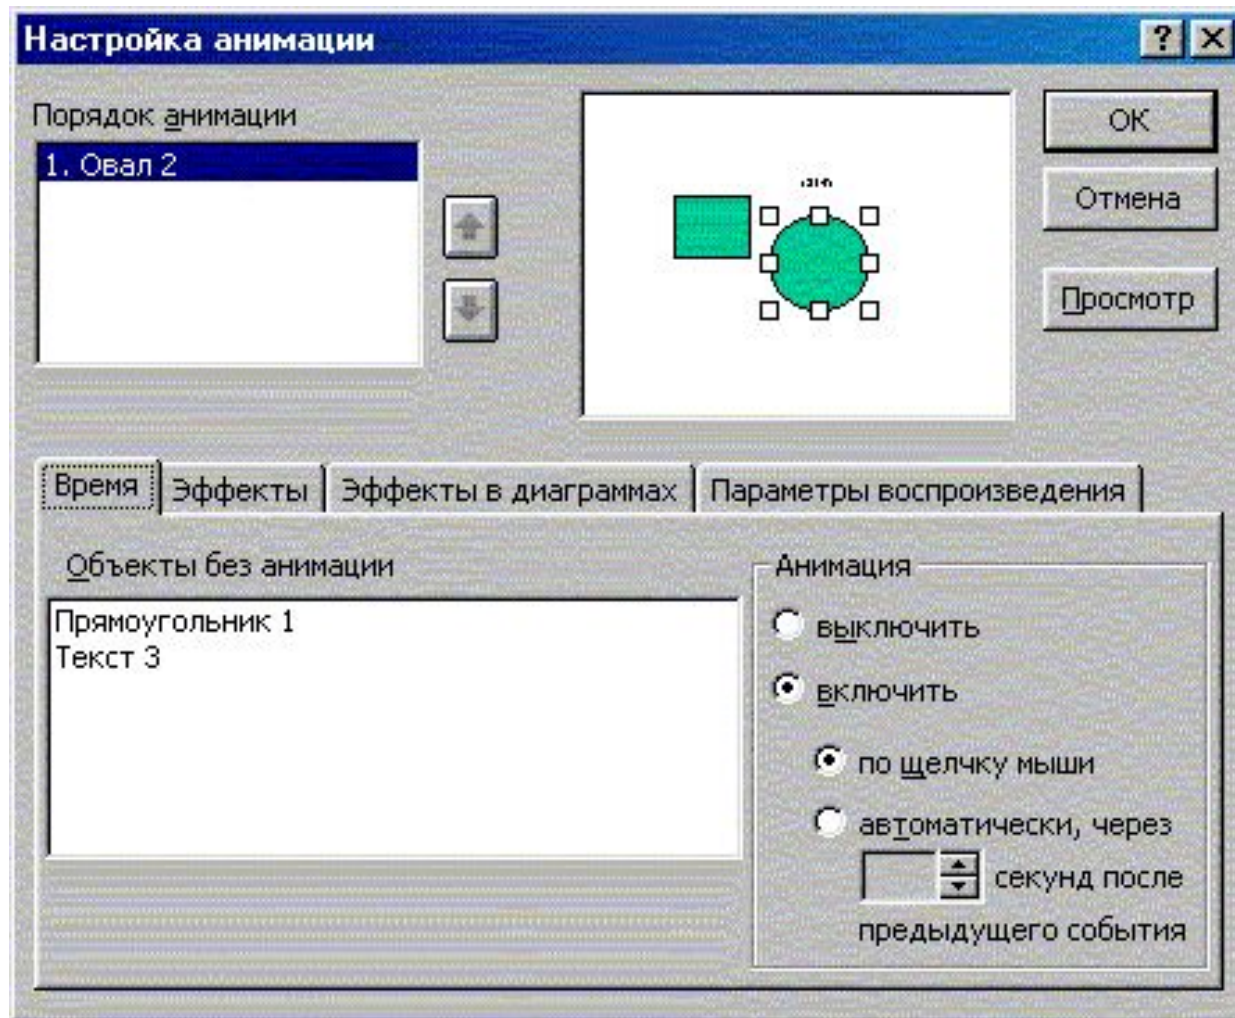 Настройка анимации
Порядок анимации
1. Овал 2
ОК
Отмена
Просмотр
Время
Эффекты
Эффекты в диаграммах
Параметры воспроизведения
Объекты без анимации
Прямоугольник 1
Текст 3
Анимация
выключить
включить
по щелчку мыши
автоматически, через
секунд после
предыдущего события